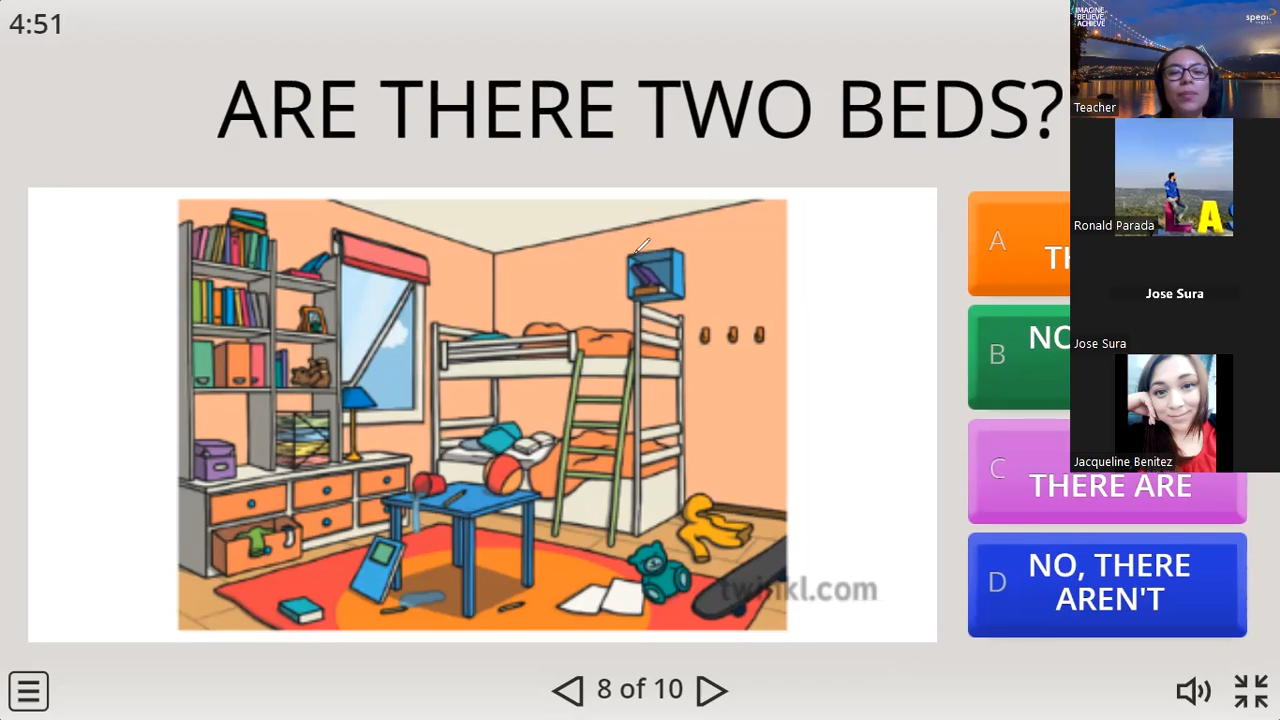 4:51
IMAGINE
BELIEVE
ACHIEVE
speak
Teacher
ARE THERE TWO BEDS?
Ronald Parada
A
Jose Sura
Jose Sura
Jacqueline Benitez
A
TH
B
NO
C
THERE ARE
D
NO, THERE
AREN'T
twinkl.com
8 of 10